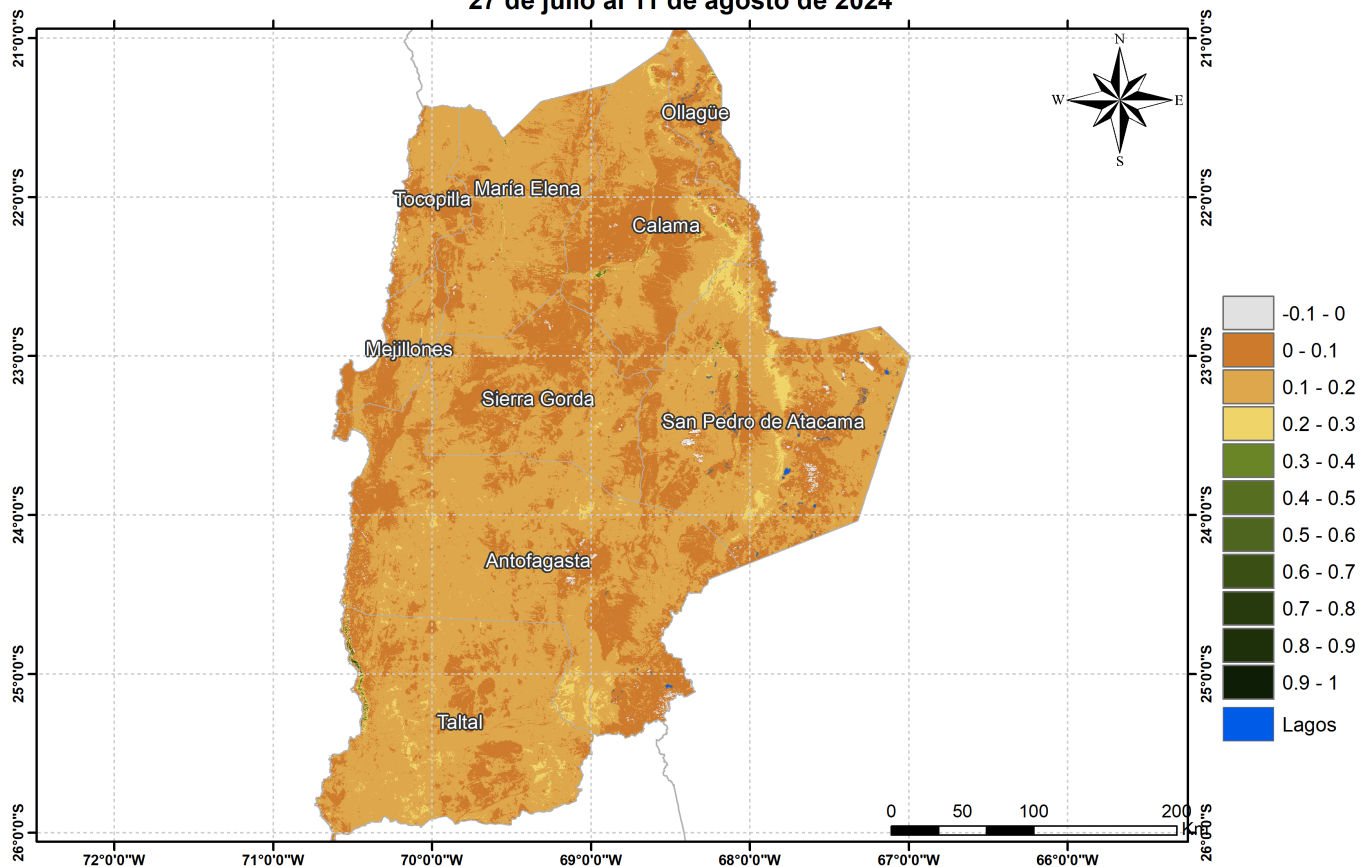 27 de julio al 11 de agosto de 2024
21°0'0"S
21°0'0"S
N
W
E
S
Ollagüe
María Elena
Tocopilla
22°0'0"S
22°0'0"S
Calama
Mejillones
23°0'0"S
23°0'0"S
Sierra Gorda
San Pedro de Atacama
24°0'0"S
24°0'0"S
Antofagasta
25°0'0"S
25°0'0"S
Taltal
26°0'0"S
26°0'0"S
-0.1 - 0
0 - 0.1
0.1 - 0.2
0.2 - 0.3
0.3 - 0.4
0.4 - 0.5
0.5 - 0.6
0.6 - 0.7
0.7 - 0.8
0.8 - 0.9
0.9 - 1
Lagos
0 50 100 200
Km
72°0'0"W 71°0'0"W 70°0'0"W 69°0'0"W 68°0'0"W 67°0'0"W 66°0'0"W